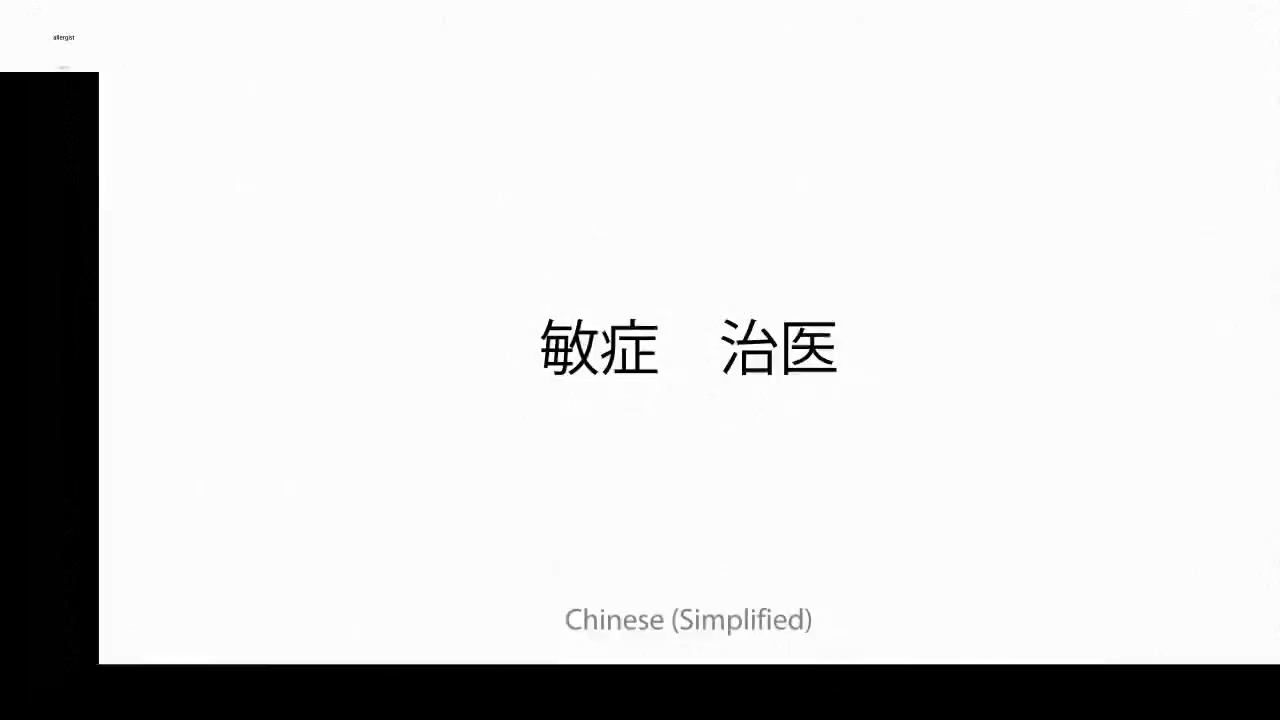 allergist
敏症　治医
Chinese (Simplified)